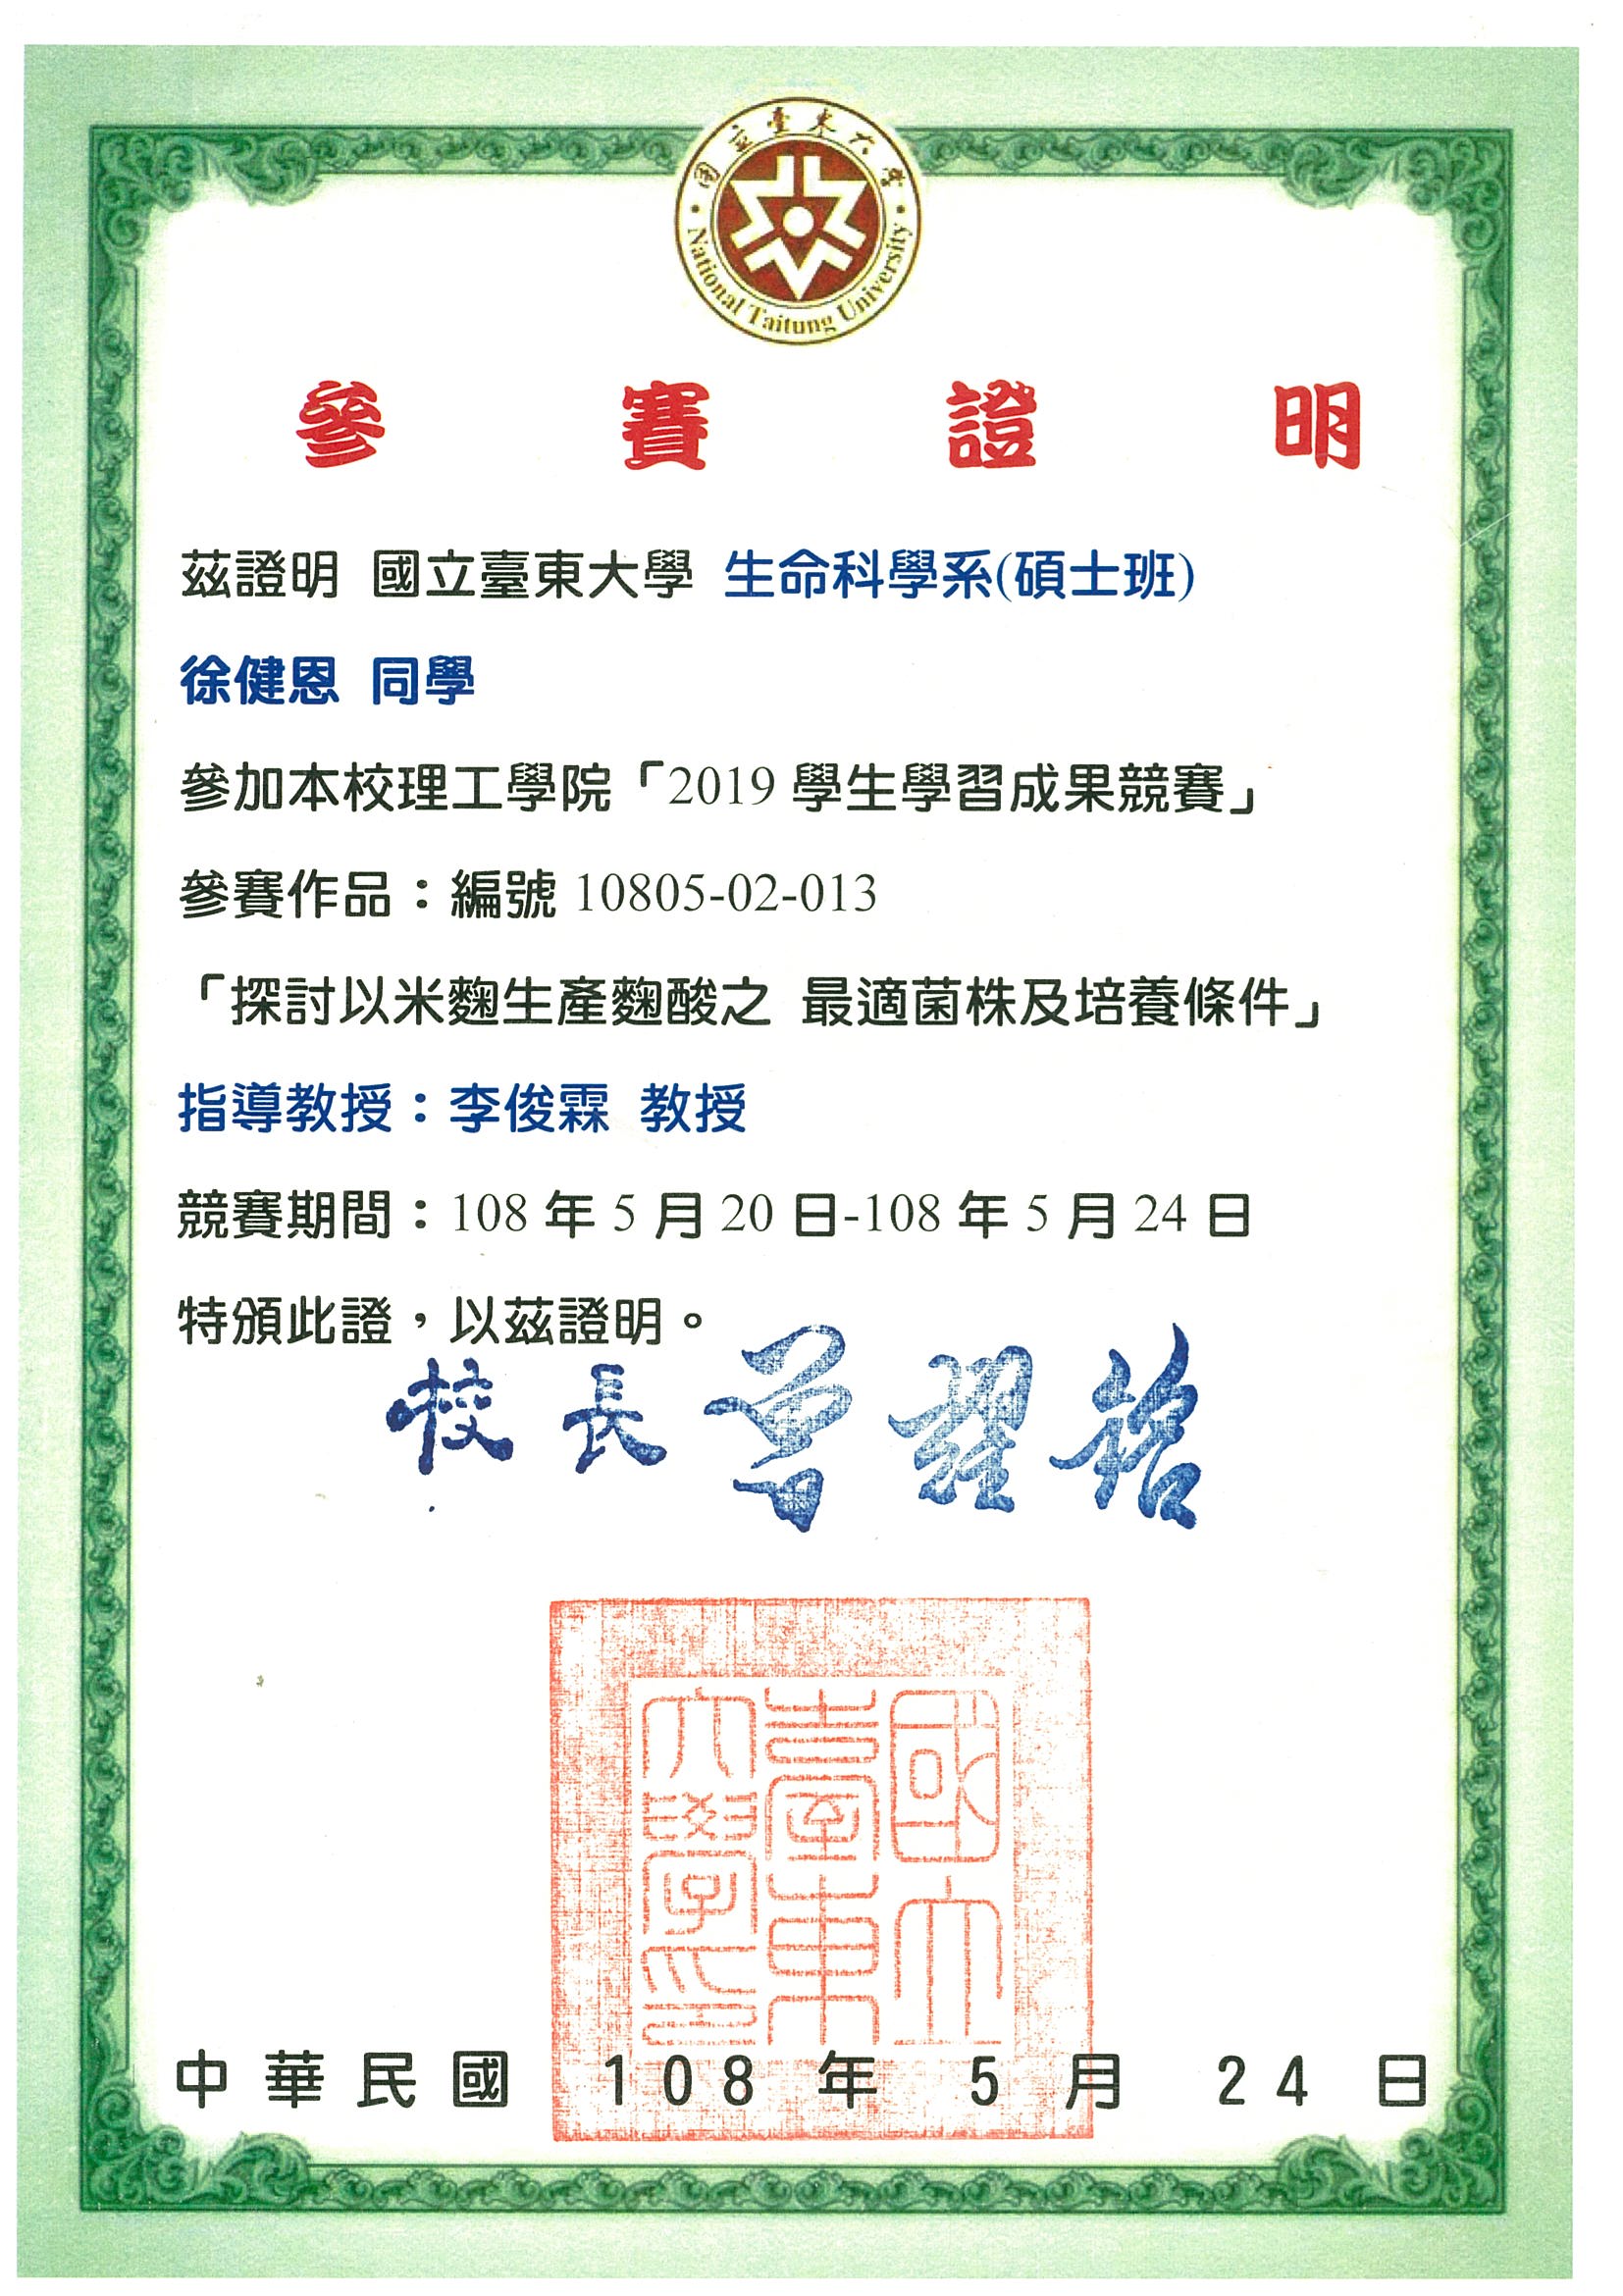 國立臺東大學
National Taitung University
參賽證明
茲證明 國立臺東大學 生命科學系(碩士班)
徐健恩 同學
參加本校理工學院「2019 學生學習成果競賽」
參賽作品：編號 10805-02-013
「探討以米麴生產麴酸之 最適菌株及培養條件」
指導教授：李俊霖 教授
競賽期間：108 年 5 月 20 日-108 年 5 月 24 日
特頒此證，以茲證明。
校長 曾耀銘
國立臺東大學印
中華民國 108 年 5 月 24 日